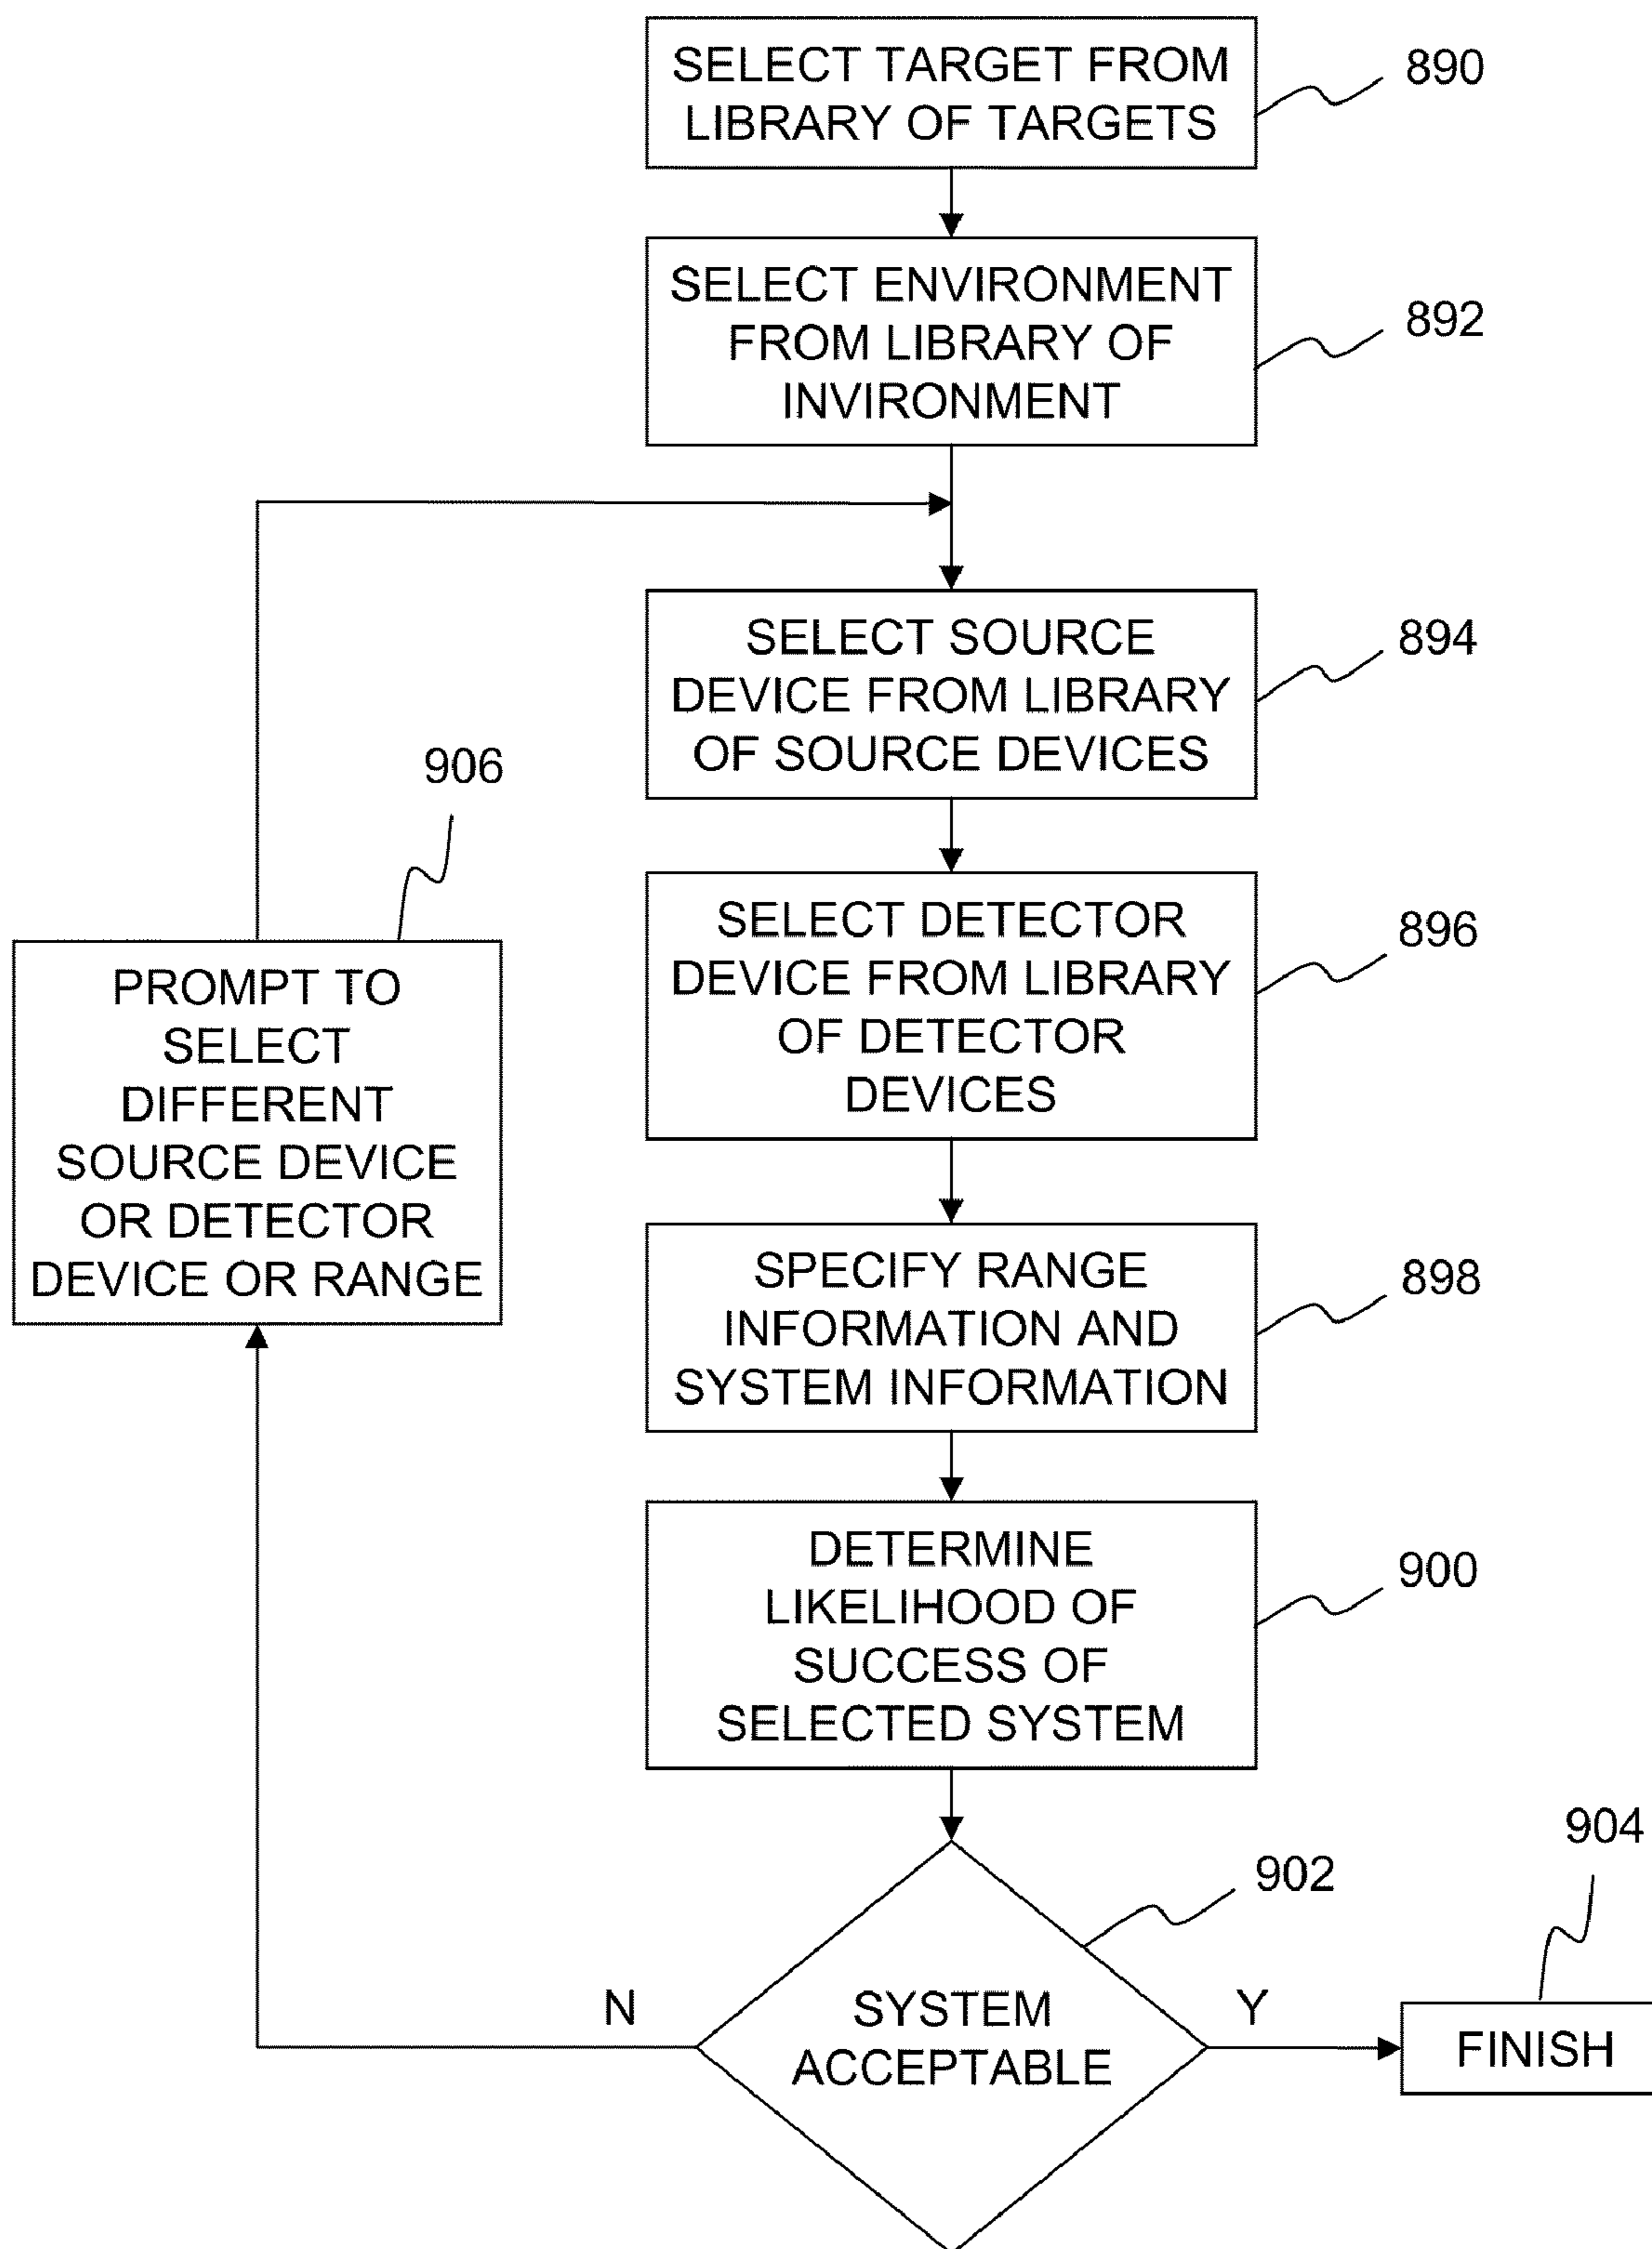 SELECT TARGET FROM
LIBRARY OF TARGETS
890
SELECT ENVIRONMENT
FROM LIBRARY OF
INVIRONMENT
892
SELECT SOURCE
DEVICE FROM LIBRARY
OF SOURCE DEVICES
894
906
SELECT DETECTOR
DEVICE FROM LIBRARY
OF DETECTOR
DEVICES
896
PROMPT TO
SELECT
DIFFERENT
SOURCE DEVICE
OR DETECTOR
DEVICE OR RANGE
SPECIFY RANGE
INFORMATION AND
SYSTEM INFORMATION
898
DETERMINE
LIKELIHOOD OF
SUCCESS OF
SELECTED SYSTEM
900
904
902
N
SYSTEM
ACCEPTABLE
Y
FINISH